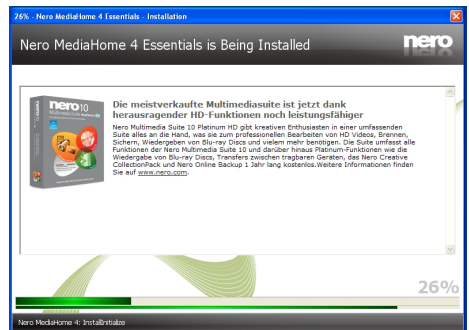 26% - Nero MediaHome 4 Essentials - Installation
Nero MediaHome 4 Essentials is Being Installed
nero
nero 10
Die meistverkaufte Multimediasuite ist jetzt dank
herausragender HD-Funktionen noch leistungsfähiger
Nero Multimedia Suite 10 Platinum HD gibt kreativen Enthusiasten in einer umfassenden
Suite alles an die Hand, was sie zum professionellen Bearbeiten von HD Videos, Brennen,
Sichern, Wiedergeben von Blu-ray Discs und vielem mehr benötigen. Die Suite umfasst alle
Funktionen der Nero Multimedia Suite 10 und darüber hinaus Platinum-Funktionen wie die
Wiedergabe von Blu-ray Discs, Transfers zwischen tragbaren Geräten, das Nero Creative
CollectionPack und Nero Online Backup 1 Jahr lang kostenlos.Weitere Informationen finden
Sie auf www.nero.com.
26%
Nero MediaHome 4: InstallInitialize